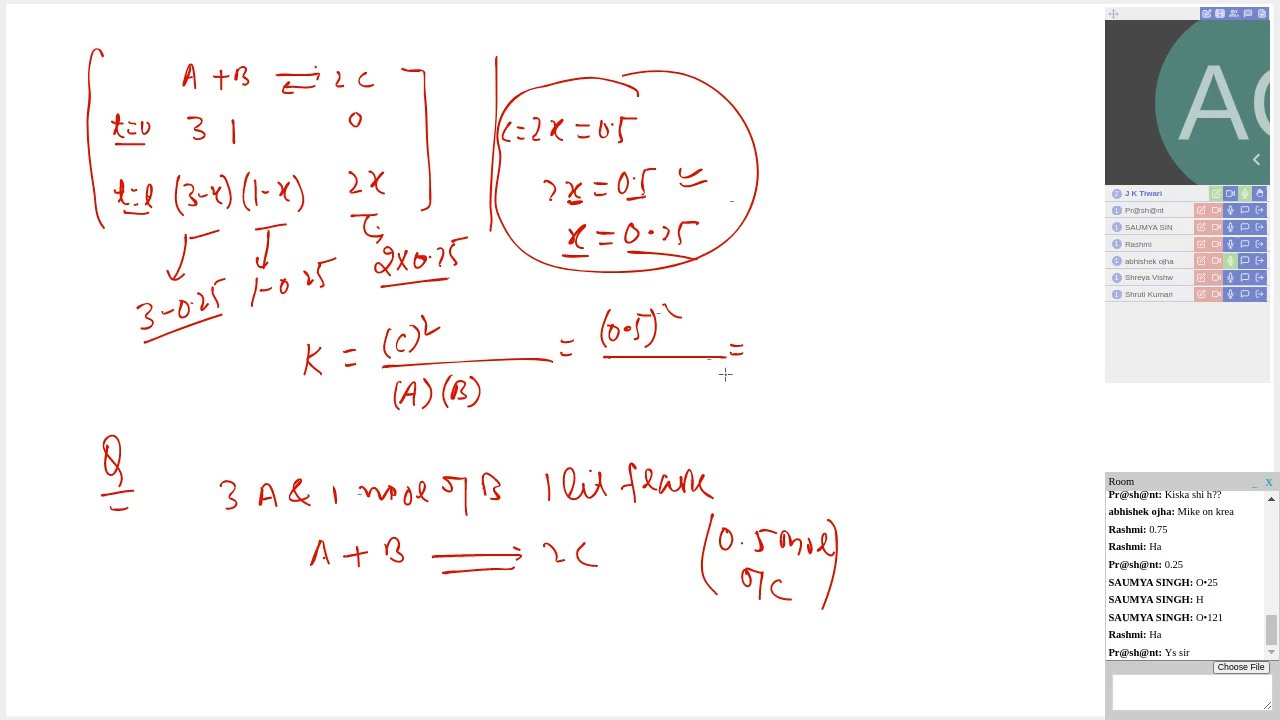 A + B ⇌ 2 C
t=0 3 1 0
t=t (3-x) (1-x) 2x
3-0.25 1-0.25 2x0.25
C=2x=0.5
2x=0.5
x=0.25
K = (C)² / (A)(B) = (0.5)² / =
Q
3 A & 1 mole of B 1 lit flask
A + B ⇌ 2 C
(0.5 mol of C)
AO
J K Tiwari
Pr@sh@nt
SAUMYA SIN
Rashmi
abhishek ojha
Shreya Vishw
Shruti Kumari
Room _ X
Pr@sh@nt: Kiska shi h??
abhishek ojha: Mike on krea
Rashmi: 0.75
Rashmi: Ha
Pr@sh@nt: 0.25
SAUMYA SINGH: O•25
SAUMYA SINGH: H
SAUMYA SINGH: O•121
Rashmi: Ha
Pr@sh@nt: Ys sir
Choose File